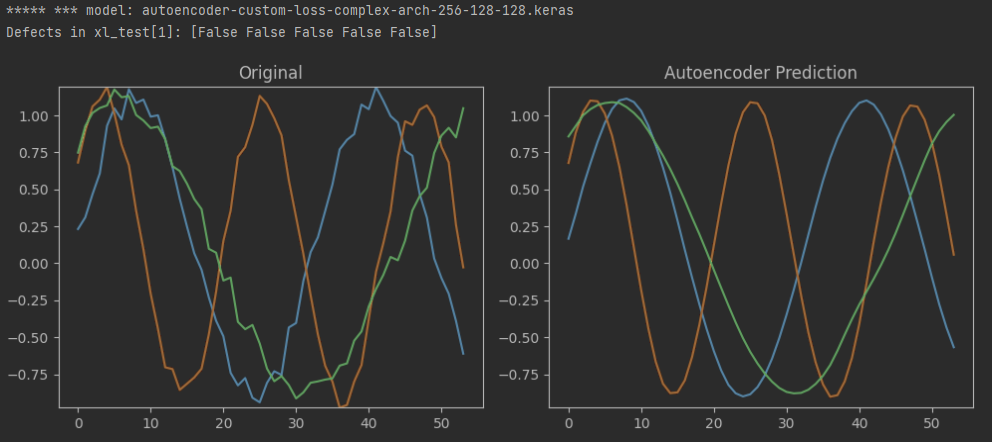 ***** *** model: autoencoder-custom-loss-complex-arch-256-128-128.keras
Defects in xl_test[1]: [False False False False False]
Original
Autoencoder Prediction
1.00
0.75
0.50
0.25
0.00
−0.25
−0.50
−0.75
0 10 20 30 40 50
1.00
0.75
0.50
0.25
0.00
−0.25
−0.50
−0.75
0 10 20 30 40 50